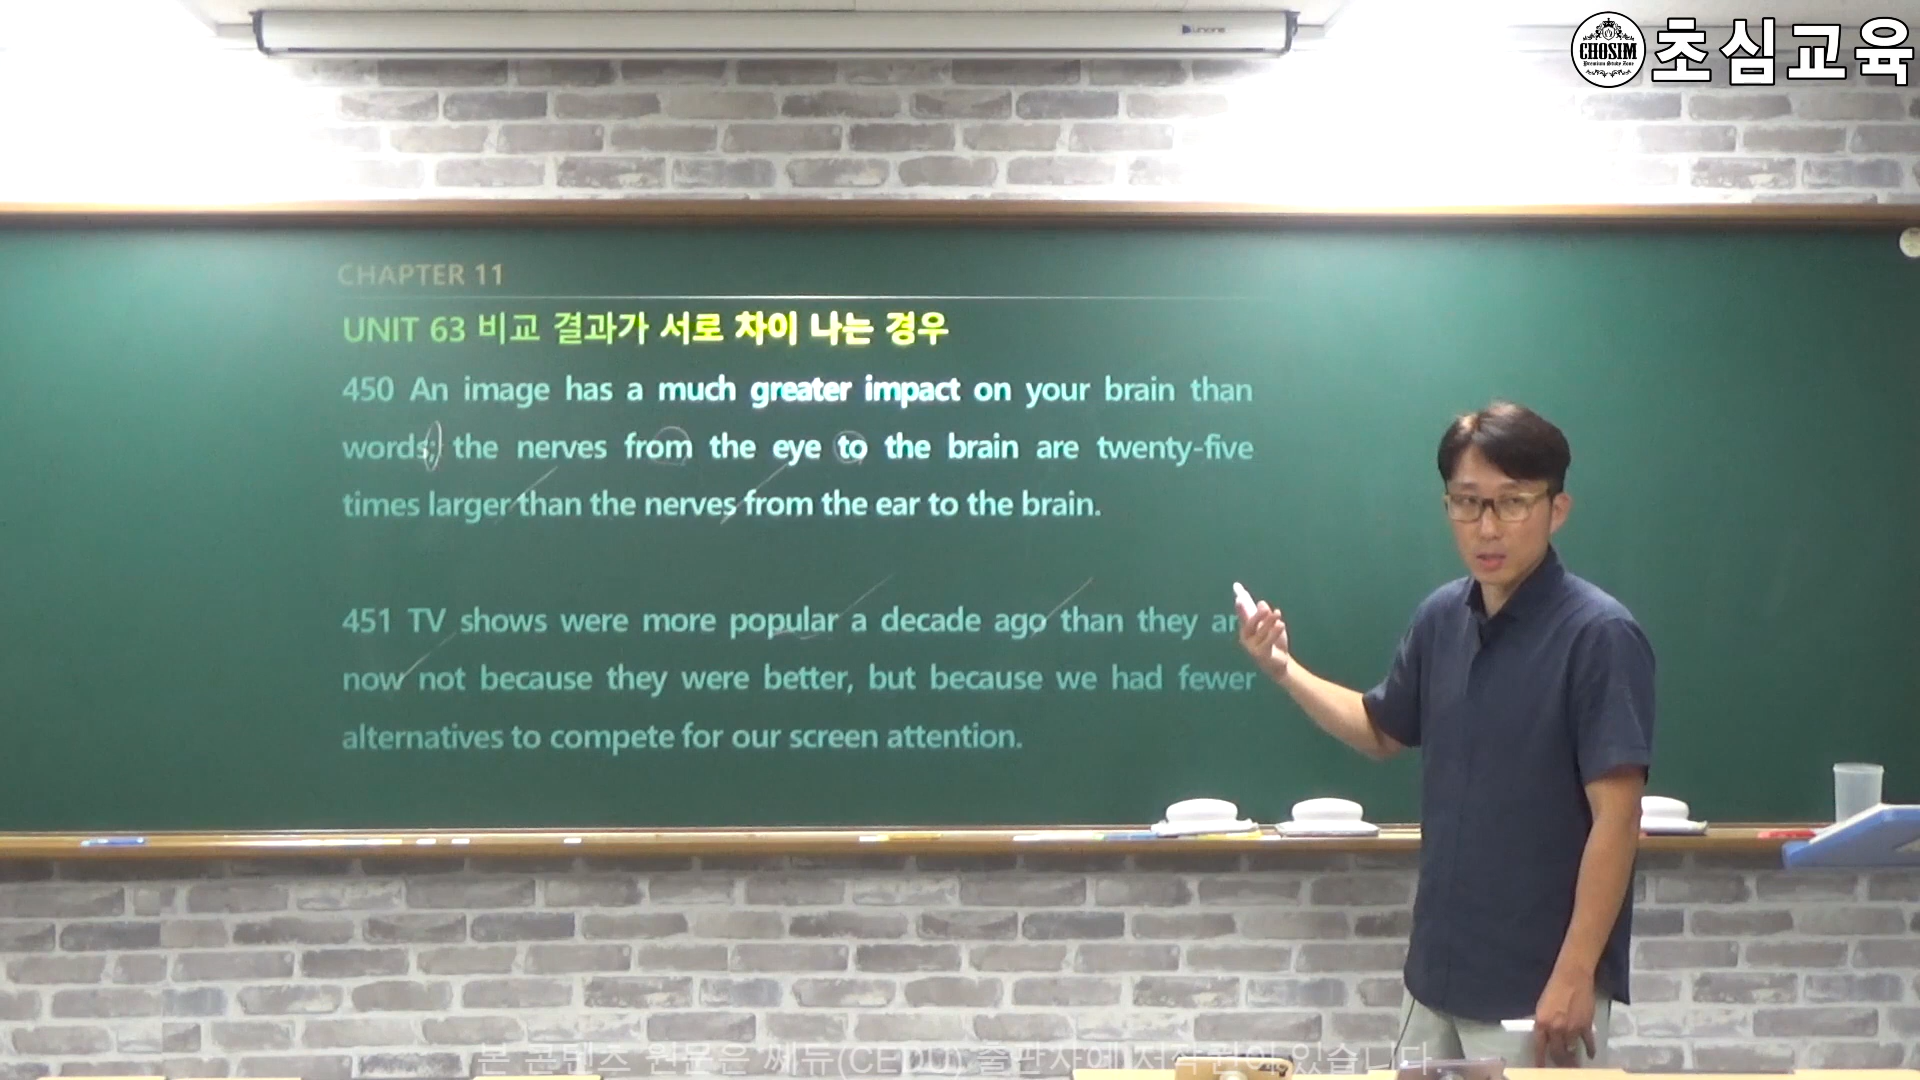 CHOSIM
Premium Study Zone
초심교육
CHAPTER 11
UNIT 63 비교 결과가 서로 차이 나는 경우
450 An image has a much greater impact on your brain than
words; the nerves from the eye to the brain are twenty-five
times larger than the nerves from the ear to the brain.
451 TV shows were more popular a decade ago than they ar
now not because they were better, but because we had fewer
alternatives to compete for our screen attention.
본 콘텐츠 원문은 쎄듀(CEDU) 출판사에 저작권이 있습니다